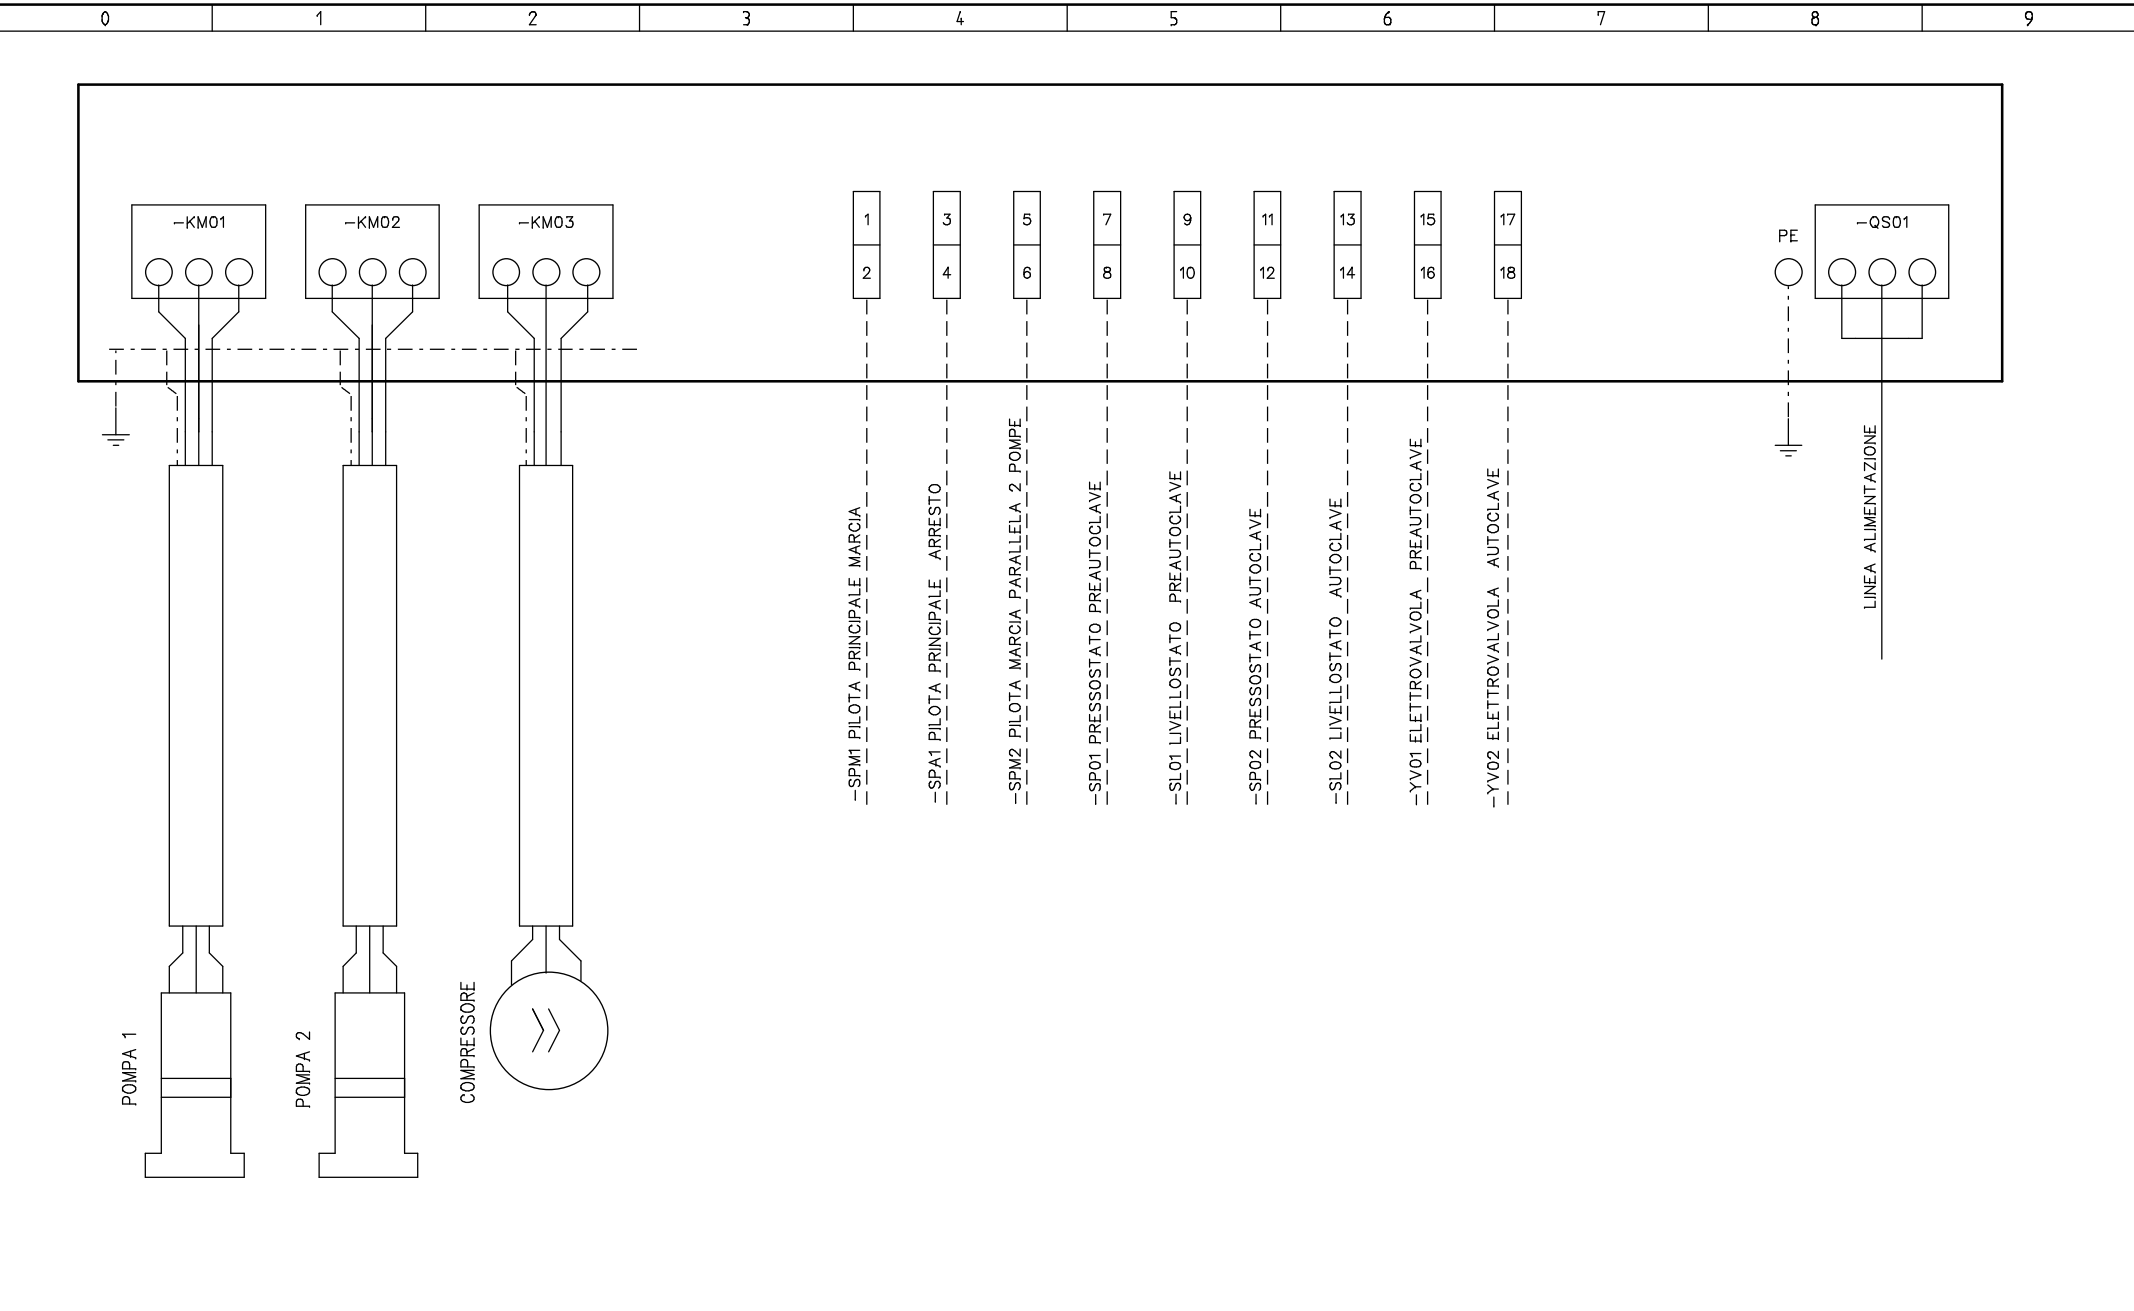 0 1 2 3 4 5 6 7 8 9
-KM01 -KM02 -KM03
1 3 5 7 9 11 13 15 17
2 4 6 8 10 12 14 16 18
PE
-QS01
-SPM1 PILOTA PRINCIPALE MARCIA
-SPA1 PILOTA PRINCIPALE ARRESTO
-SPM2 PILOTA MARCIA PARALLELA 2 POMPE
-SP01 PRESSOSTATO PREAUTOCLAVE
-SL01 LIVELLOSTATO PREAUTOCLAVE
-SP02 PRESSOSTATO AUTOCLAVE
-SL02 LIVELLOSTATO AUTOCLAVE
-YV01 ELETTROVALVOLA PREAUTOCLAVE
-YV02 ELETTROVALVOLA AUTOCLAVE
LINEA ALIMENTAZIONE
POMPA 1
POMPA 2
COMPRESSORE